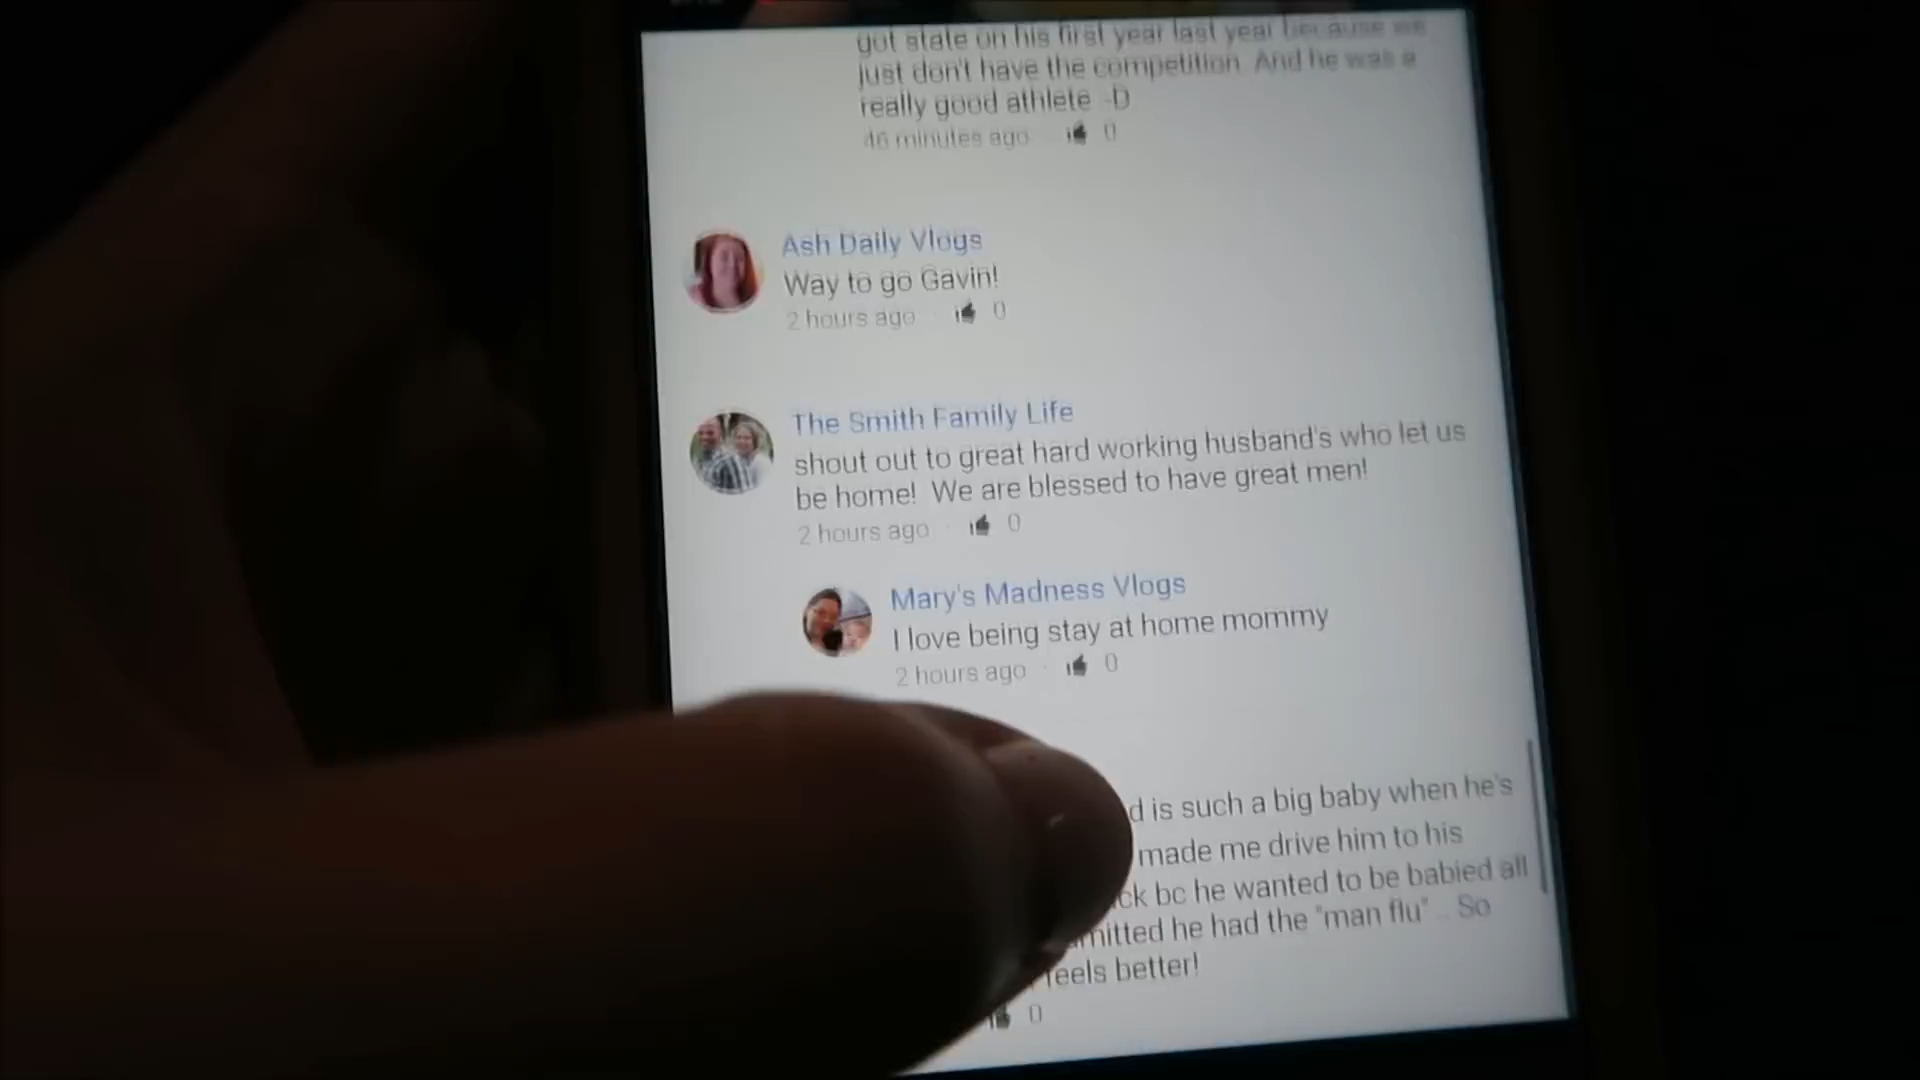 got state on his first year last year because we
just don't have the competition. And he was a
really good athlete -D
46 minutes ago 0
Ash Daily Vlogs
Way to go Gavin!
2 hours ago · 0
The Smith Family Life
shout out to great hard working husband's who let us
be home! We are blessed to have great men!
2 hours ago · 0
Mary's Madness Vlogs
I love being stay at home mommy
2 hours ago · 0
is such a big baby when he's
made me drive him to his
bc he wanted to be babied all
he had the "man flu" . So
feels better!
0